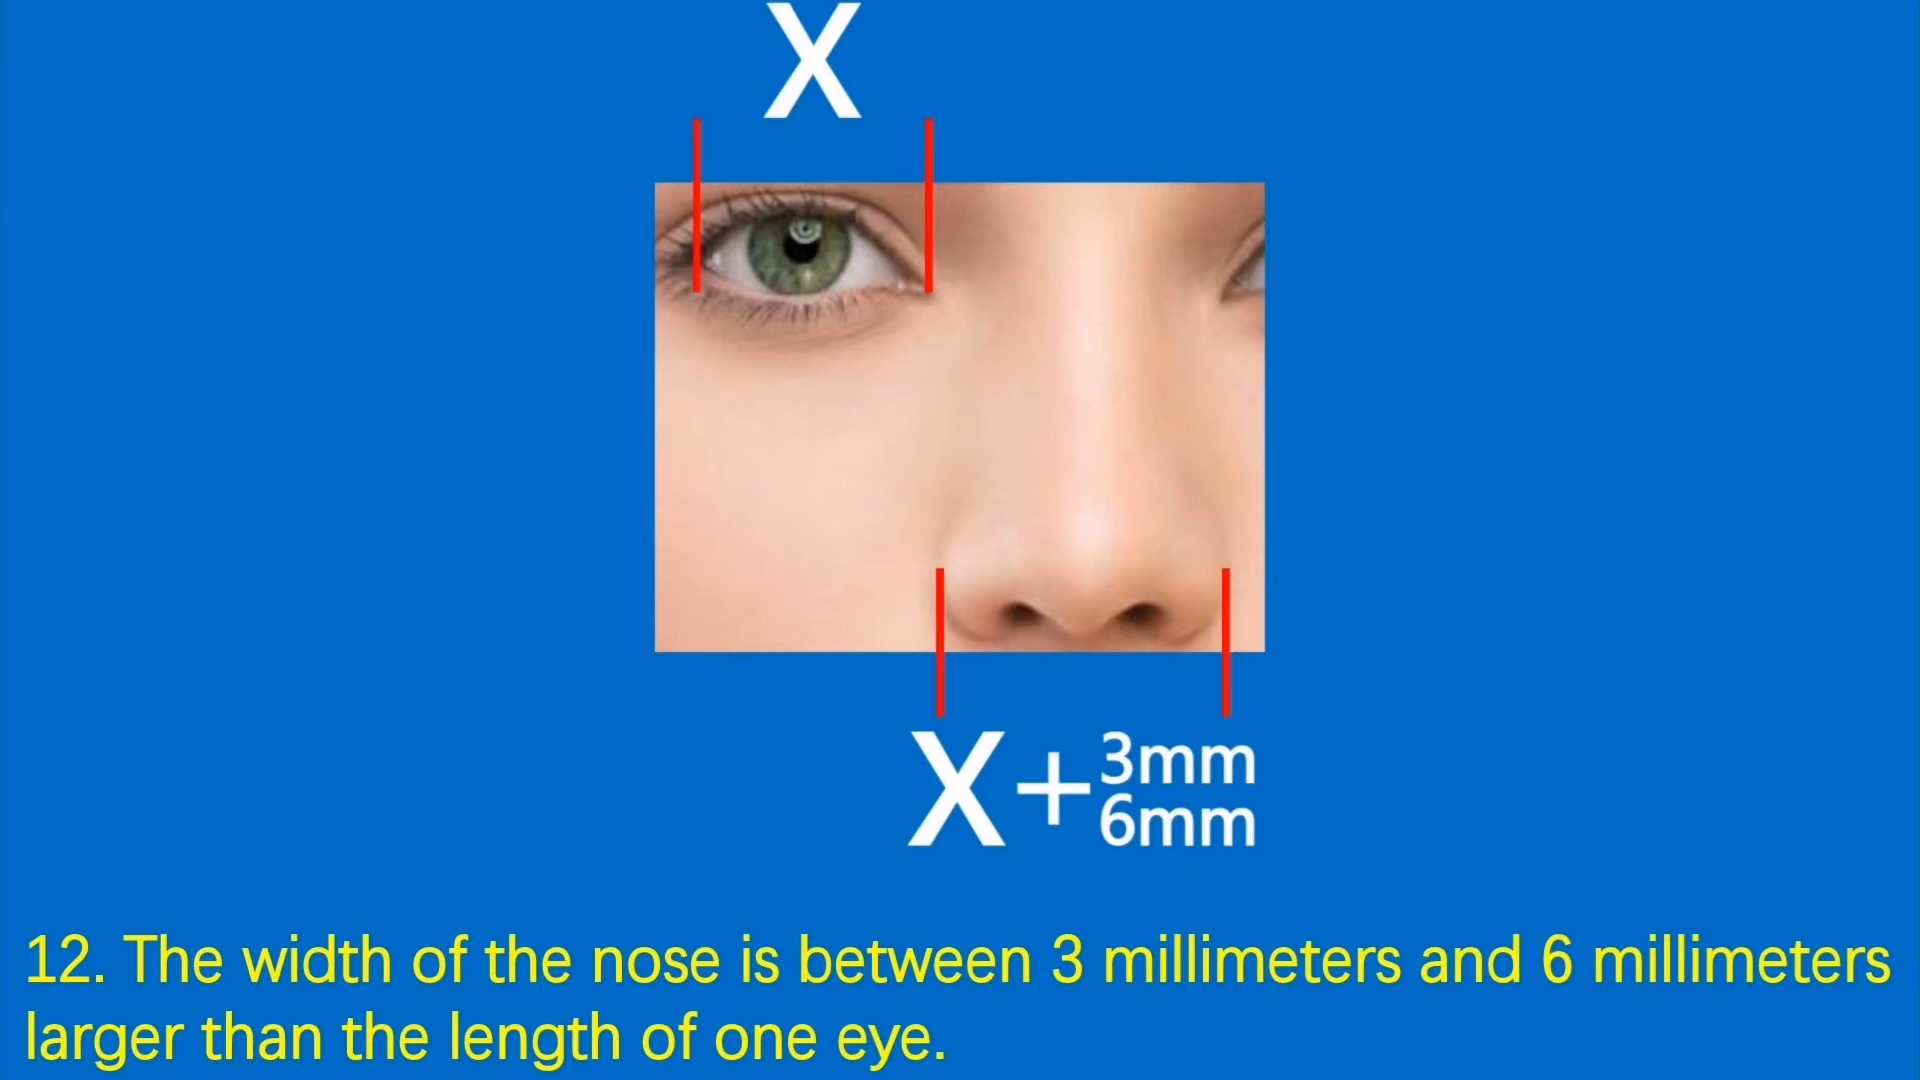 X
X+3mm
6mm
12. The width of the nose is between 3 millimeters and 6 millimeters
larger than the length of one eye.